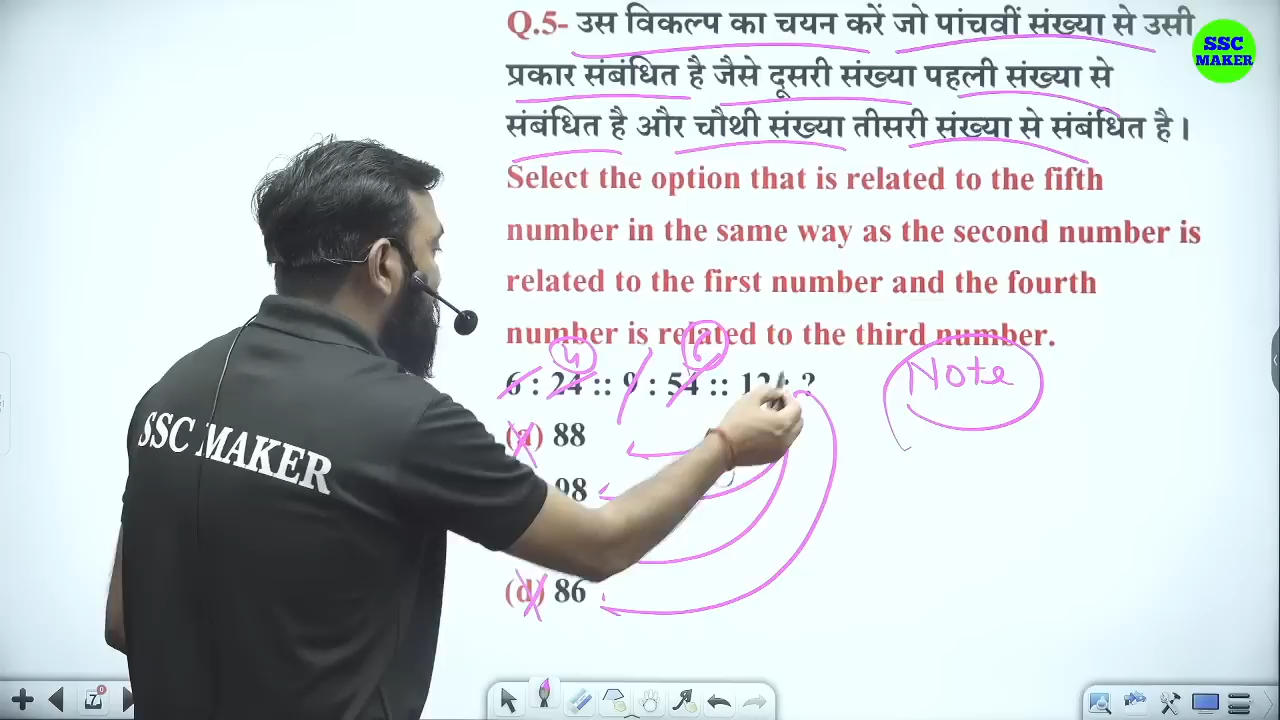 Q.5- उस विकल्प का चयन करें जो पांचवीं संख्या से उसी
प्रकार संबंधित है जैसे दूसरी संख्या पहली संख्या से
संबंधित है और चौथी संख्या तीसरी संख्या से संबंधित है।
SSC
MAKER
Select the option that is related to the fifth
number in the same way as the second number is
related to the first number and the fourth
number is related to the third number.
4 6
6 : 24 :: 9 : 54 :: 12 : ?
Note
(a) 88
98
(d) 86
SSC MAKER